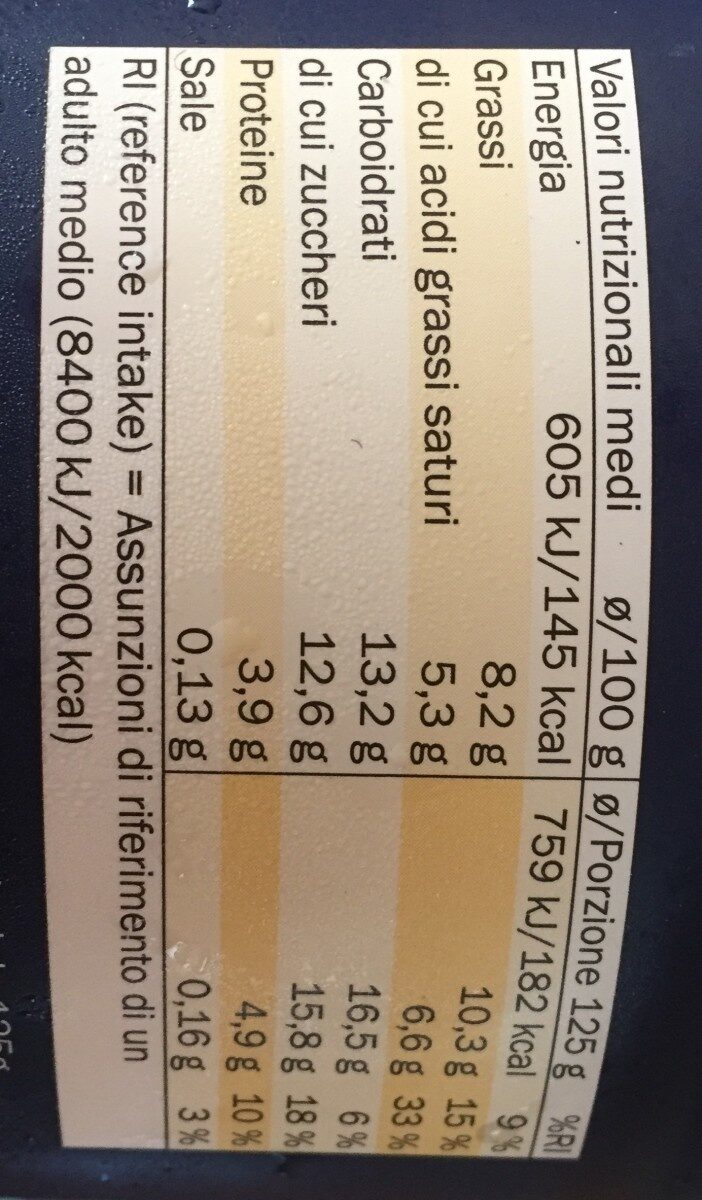 Valori nutrizionali medi ø/100 g ø/Porzione 125 g %RI
Energia 605 kJ/145 kcal 759 kJ/182 kcal 9%
Grassi 8,2 g 10,3 g 15%
di cui acidi grassi saturi 5,3 g 6,6 g 33%
Carboidrati 13,2 g 16,5 g 6%
di cui zuccheri 12,6 g 15,8 g 18%
Proteine 3,9 g 4,9 g 10%
Sale 0,13 g 0,16 g 3%
RI (reference intake) = Assunzioni di riferimento di un
adulto medio (8400 kJ/2000 kcal)